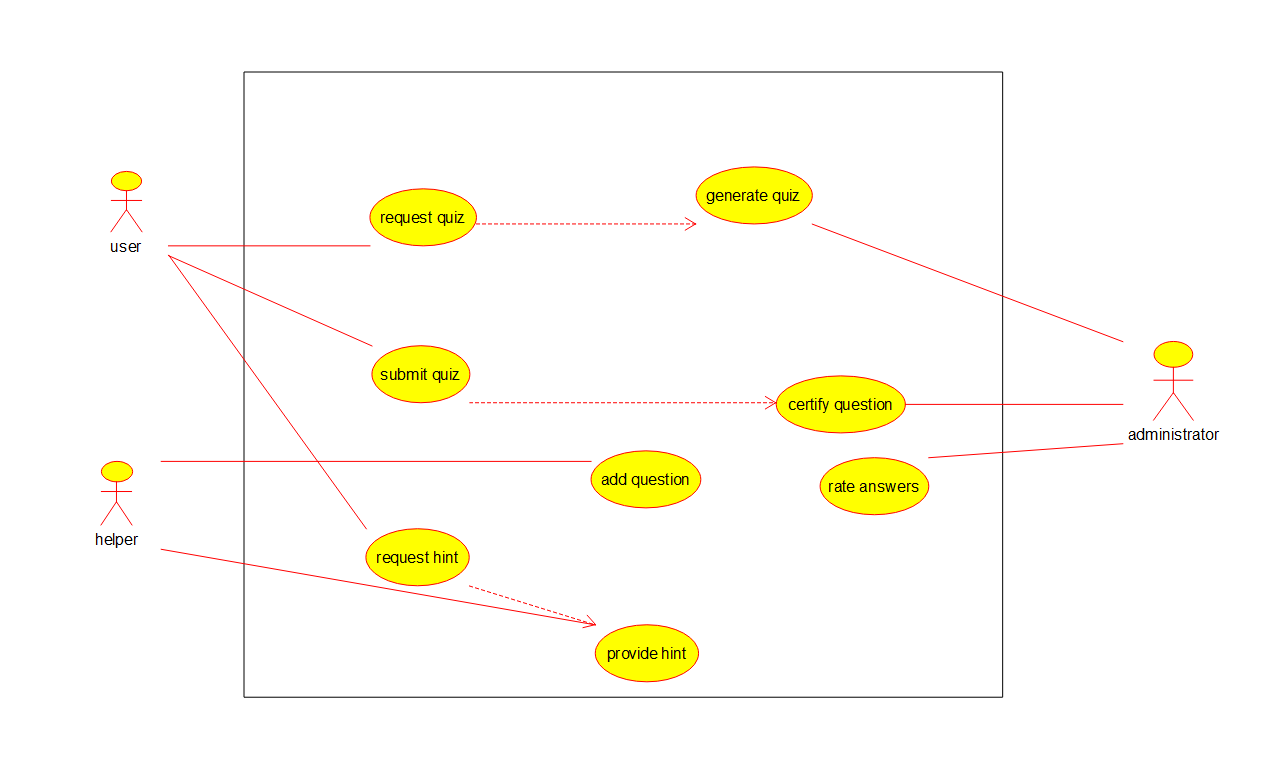 generate quiz
request quiz
user
submit quiz
certify question
administrator
add question
rate answers
helper
request hint
provide hint